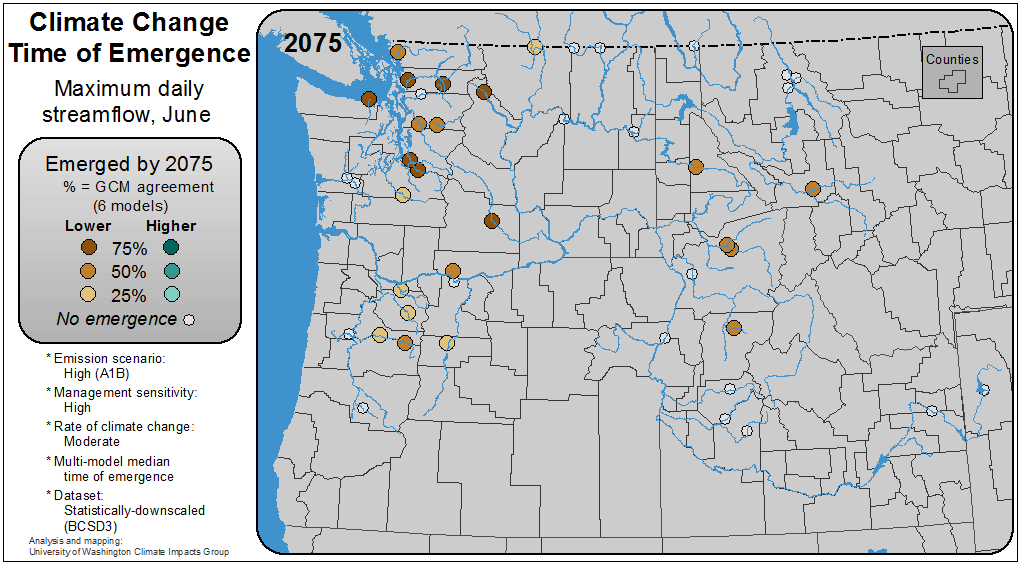 Climate Change
Time of Emergence
Maximum daily
streamflow, June
Emerged by 2075
% = GCM agreement
(6 models)
Lower Higher
75%
50%
25%
No emergence
* Emission scenario:
High (A1B)
* Management sensitivity:
High
* Rate of climate change:
Moderate
* Multi-model median
time of emergence
* Dataset:
Statistically-downscaled
(BCSD3)
Analysis and mapping:
University of Washington Climate Impacts Group
2075
Counties